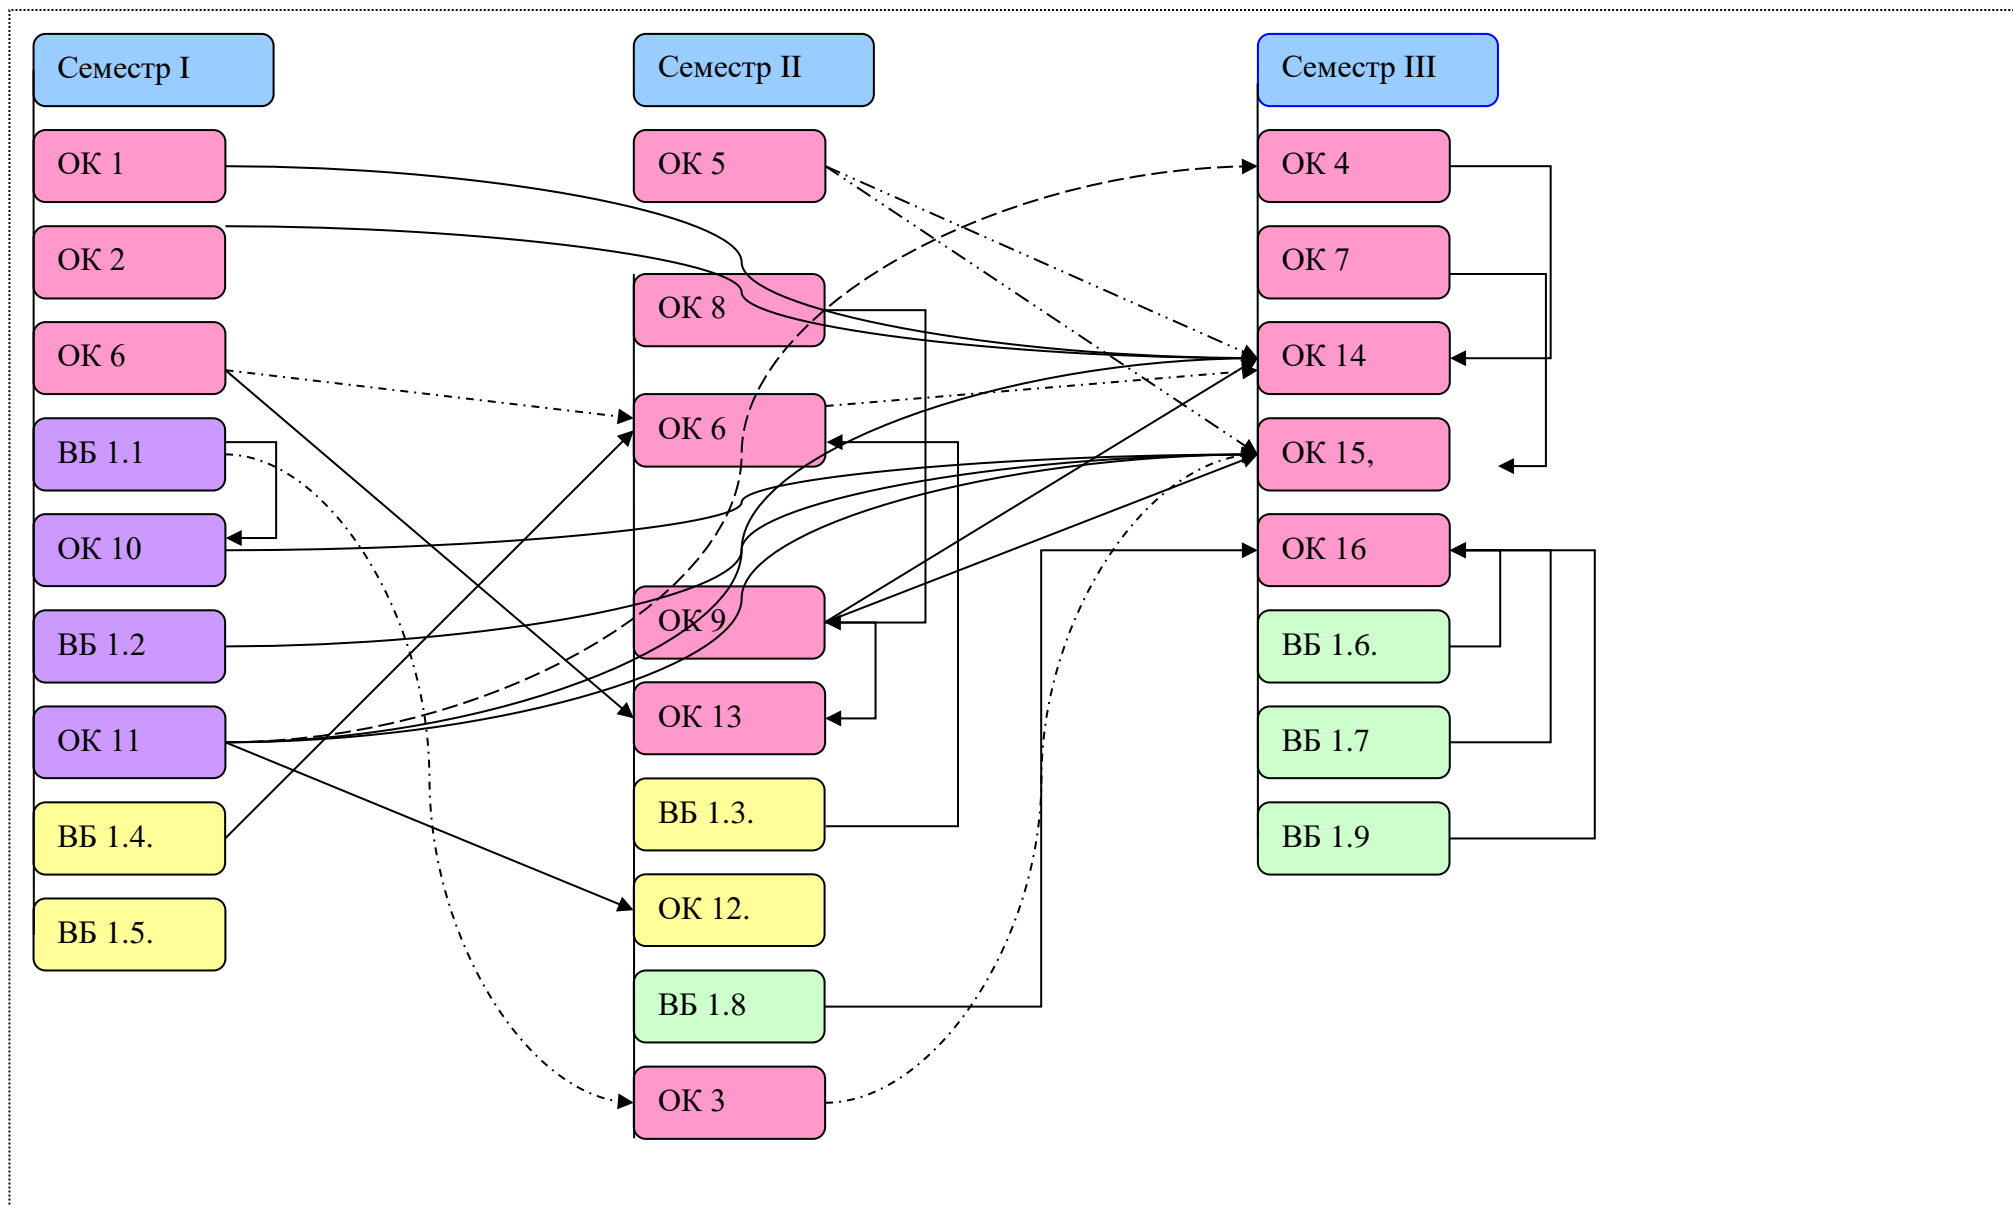 Семестр I
ОК 1
ОК 2
ОК 6
ВБ 1.1
ОК 10
ВБ 1.2
ОК 11
ВБ 1.4.
ВБ 1.5.
Семестр II
ОК 5
ОК 8
ОК 6
ОК 9
ОК 13
ВБ 1.3.
ОК 12.
ВБ 1.8
ОК 3
Семестр III
ОК 4
ОК 7
ОК 14
ОК 15,
ОК 16
ВБ 1.6.
ВБ 1.7
ВБ 1.9